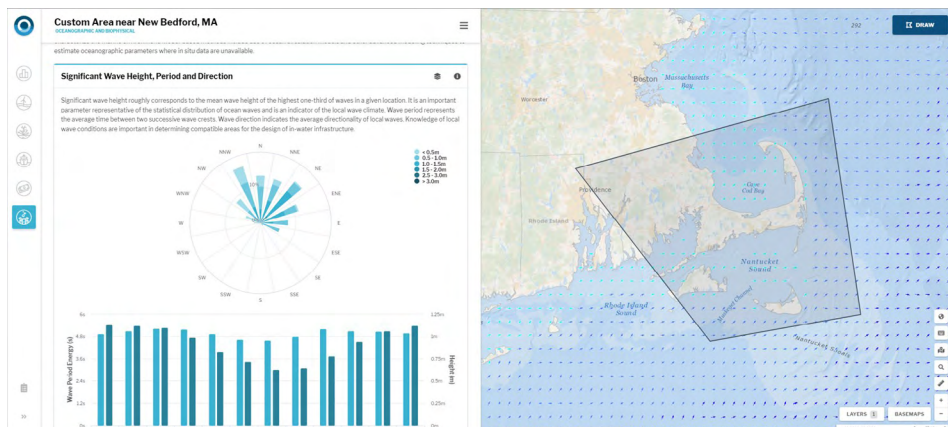 Custom Area near New Bedford, MA
OCEANOGRAPHIC AND BIOPHYSICAL
estimate oceanographic parameters where in situ data are unavailable.
Significant Wave Height, Period and Direction
Significant wave height roughly corresponds to the mean wave height of the highest one-third of waves in a given location. It is an important
parameter representative of the statistical distribution of ocean waves and is an indicator of the local wave climate. Wave period represents
the average time between two successive wave crests. Wave direction indicates the average directionality of local waves. Knowledge of local
wave conditions are important in determining compatible areas for the design of in-water infrastructure.
N
NNE
NE
ENE
E
ESE
SE
SSE
S
SSW
SW
WSW
W
WNW
NW
NNW
10%
< 0.5m
0.5 - 1.0m
1.0 - 1.5m
1.5 - 2.0m
2.5 - 3.0m
> 3.0m
Wave Period Energy (s)
6s
4.8s
3.6s
2.4s
1.2s
0s
Height (m)
1.25m
1m
0.75m
0.5m
0.25m
0m
292
DRAW
Boston
Massachusetts
Bay
Worcester
Providence
Rhode Island
Cape
Cod Bay
Nantucket
Sound
Rhode Island
Sound
Muskeget Channel
Nantucket Shoals
LAYERS 1
BASEMAPS